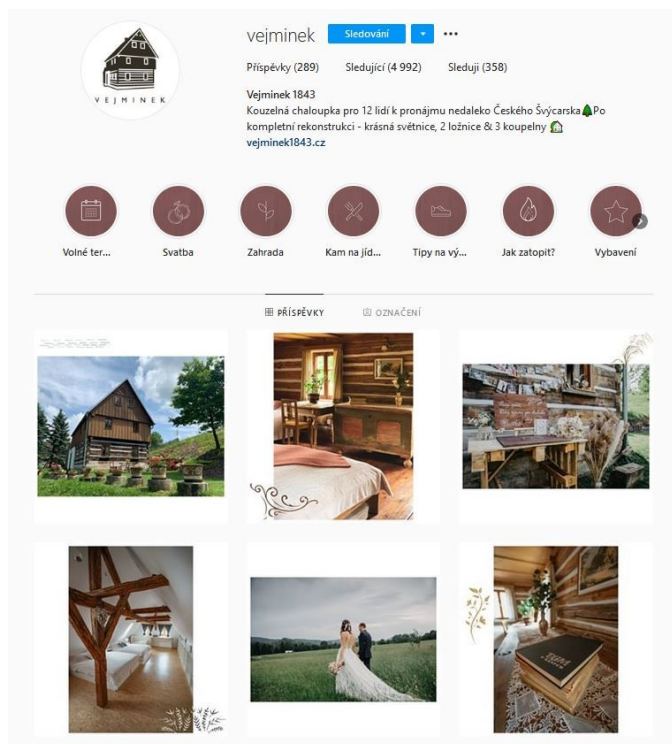 vejminek Sledování
VEJMINEK
Příspěvky (289) Sledující (4 992) Sleduji (358)
Vejminek 1843
Kouzelná chaloupka pro 12 lidí k pronájmu nedaleko Českého Švýcarska🌲Po
kompletní rekonstrukci - krásná světnice, 2 ložnice & 3 koupelny 🏡
vejminek1843.cz
Volné ter... Svatba Zahrada Kam na jíd... Tipy na vý... Jak zatopit? Vybavení
PŘÍSPĚVKY OZNAČENÍ